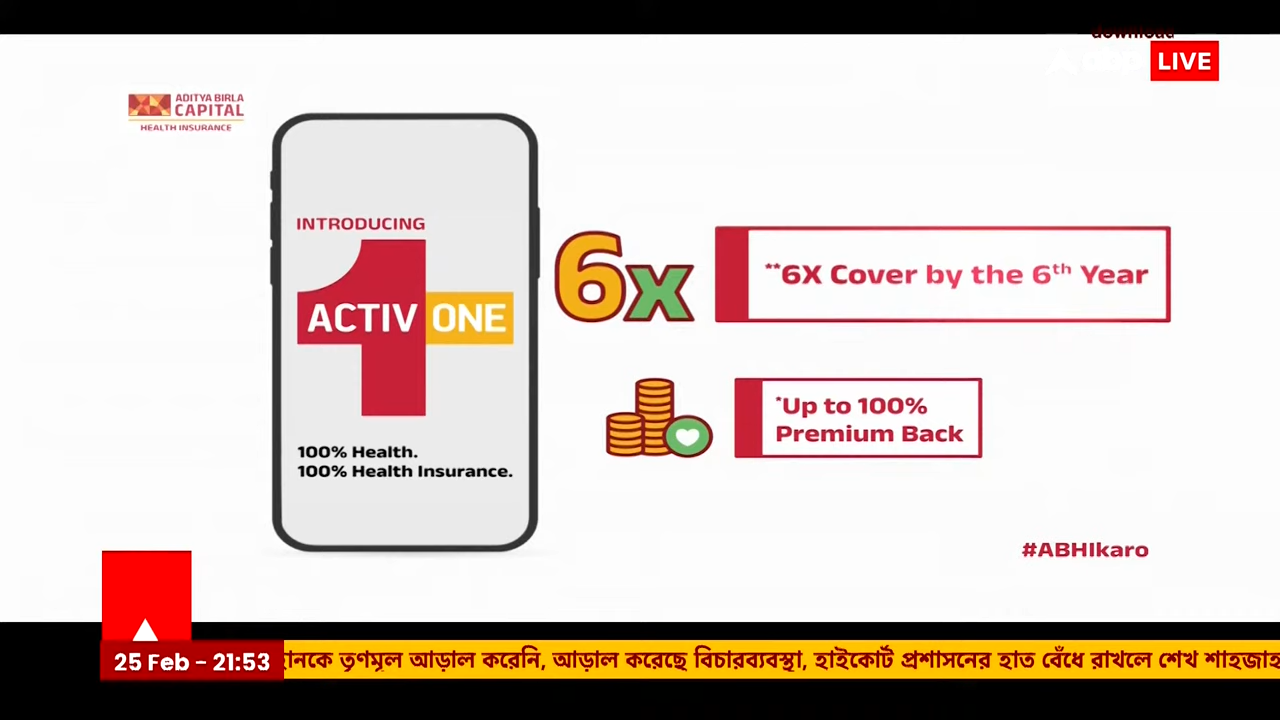 download
LIVE
ADITYA BIRLA
CAPITAL
HEALTH INSURANCE
INTRODUCING
1
ACTIV ONE
100% Health.
100% Health Insurance.
6x
**6X Cover by the 6th Year
*Up to 100%
Premium Back
#ABHIkaro
25 Feb - 21:53
তৃণমূল আড়াল করেনি, আড়াল করেছে বিচারব্যবস্থা, হাইকোর্ট প্রশাসনের হাত বেঁধে রাখলে শেখ